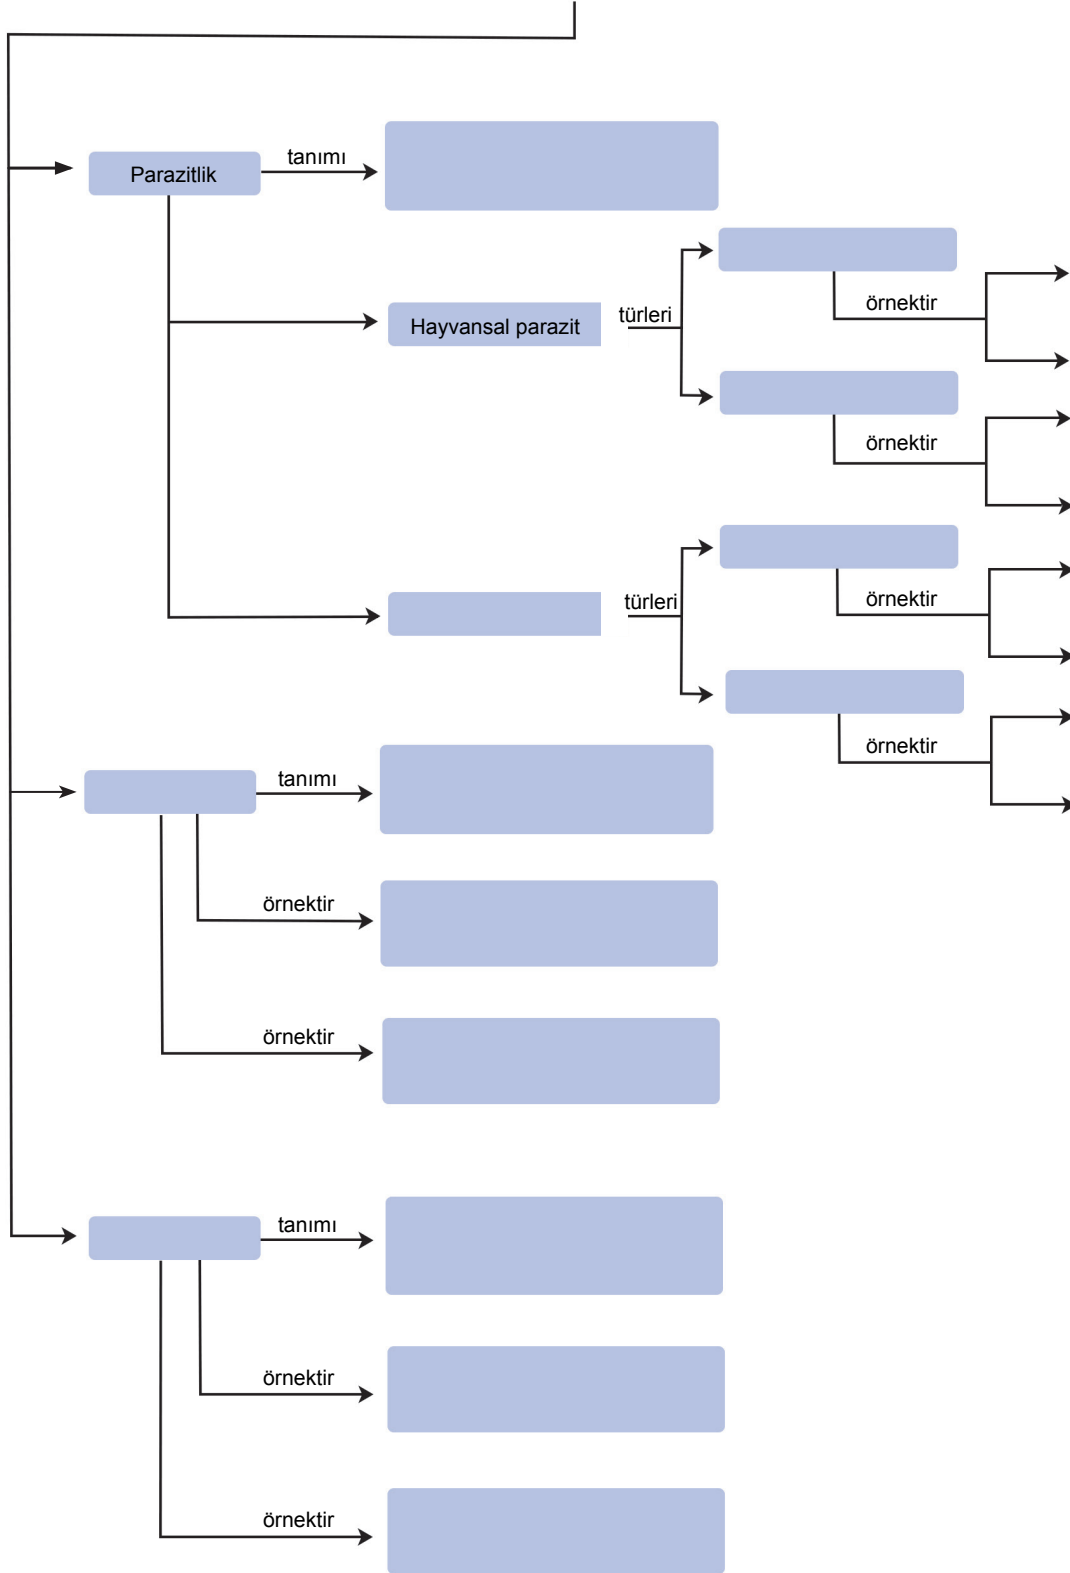 Parazitlik
tanımı
Hayvansal parazit
türleri
örnektir
örnektir
türleri
örnektir
örnektir
tanımı
örnektir
örnektir
tanımı
örnektir
örnektir